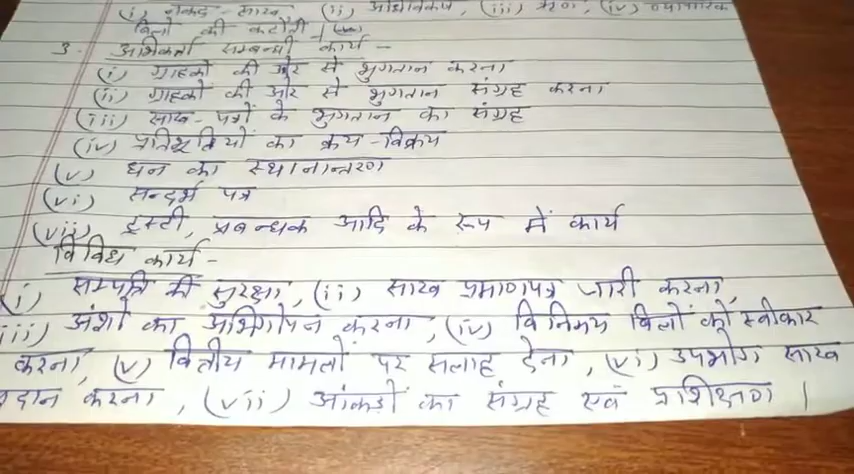 (i) नकद-साख, (ii) अधिविकर्ष, (iii) ऋण, (iv) व्यापारिक
बिलों की कटौती
3. अभिकर्ता सम्बन्धी कार्य -
(i) ग्राहकों की ओर से भुगतान करना
(ii) ग्राहकों की ओर से भुगतान संग्रह करना
(iii) साख-पत्रों के भुगतान का संग्रह
(iv) प्रतिभूतियों का क्रय-विक्रय
(v) धन का स्थानान्तरण
(vi) सन्दर्भ पत्र
(vii) ट्रस्टी, प्रबन्धक आदि के रूप में कार्य
विविध कार्य -
(i) सम्पत्ति की सुरक्षा, (ii) साख प्रमाणपत्र जारी करना,
(iii) अंशों का अभिगोपन करना, (iv) विनिमय बिलों को स्वीकार
करना, (v) वित्तीय मामलों पर सलाह देना, (vi) उपभोग साख
प्रदान करना, (vii) आंकड़ों का संग्रह एवं प्रशिक्षण ।